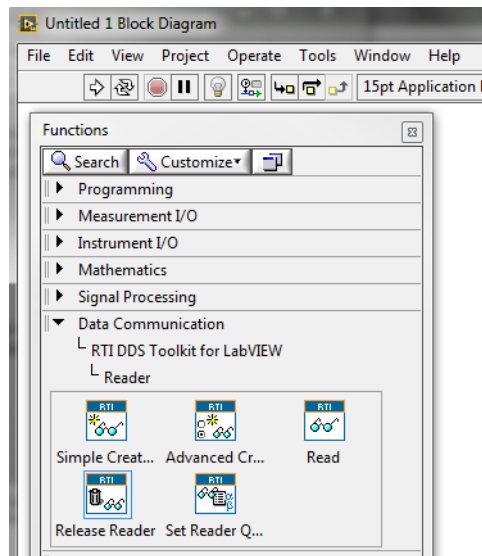 Untitled 1 Block Diagram
File Edit View Project Operate Tools Window Help
15pt Application
Functions
Search Customize
Programming
Measurement I/O
Instrument I/O
Mathematics
Signal Processing
Data Communication
RTI DDS Toolkit for LabVIEW
Reader
RTI RTI RTI
Simple Creat... Advanced Cr... Read
RTI RTI
α
β
Release Reader Set Reader Q...